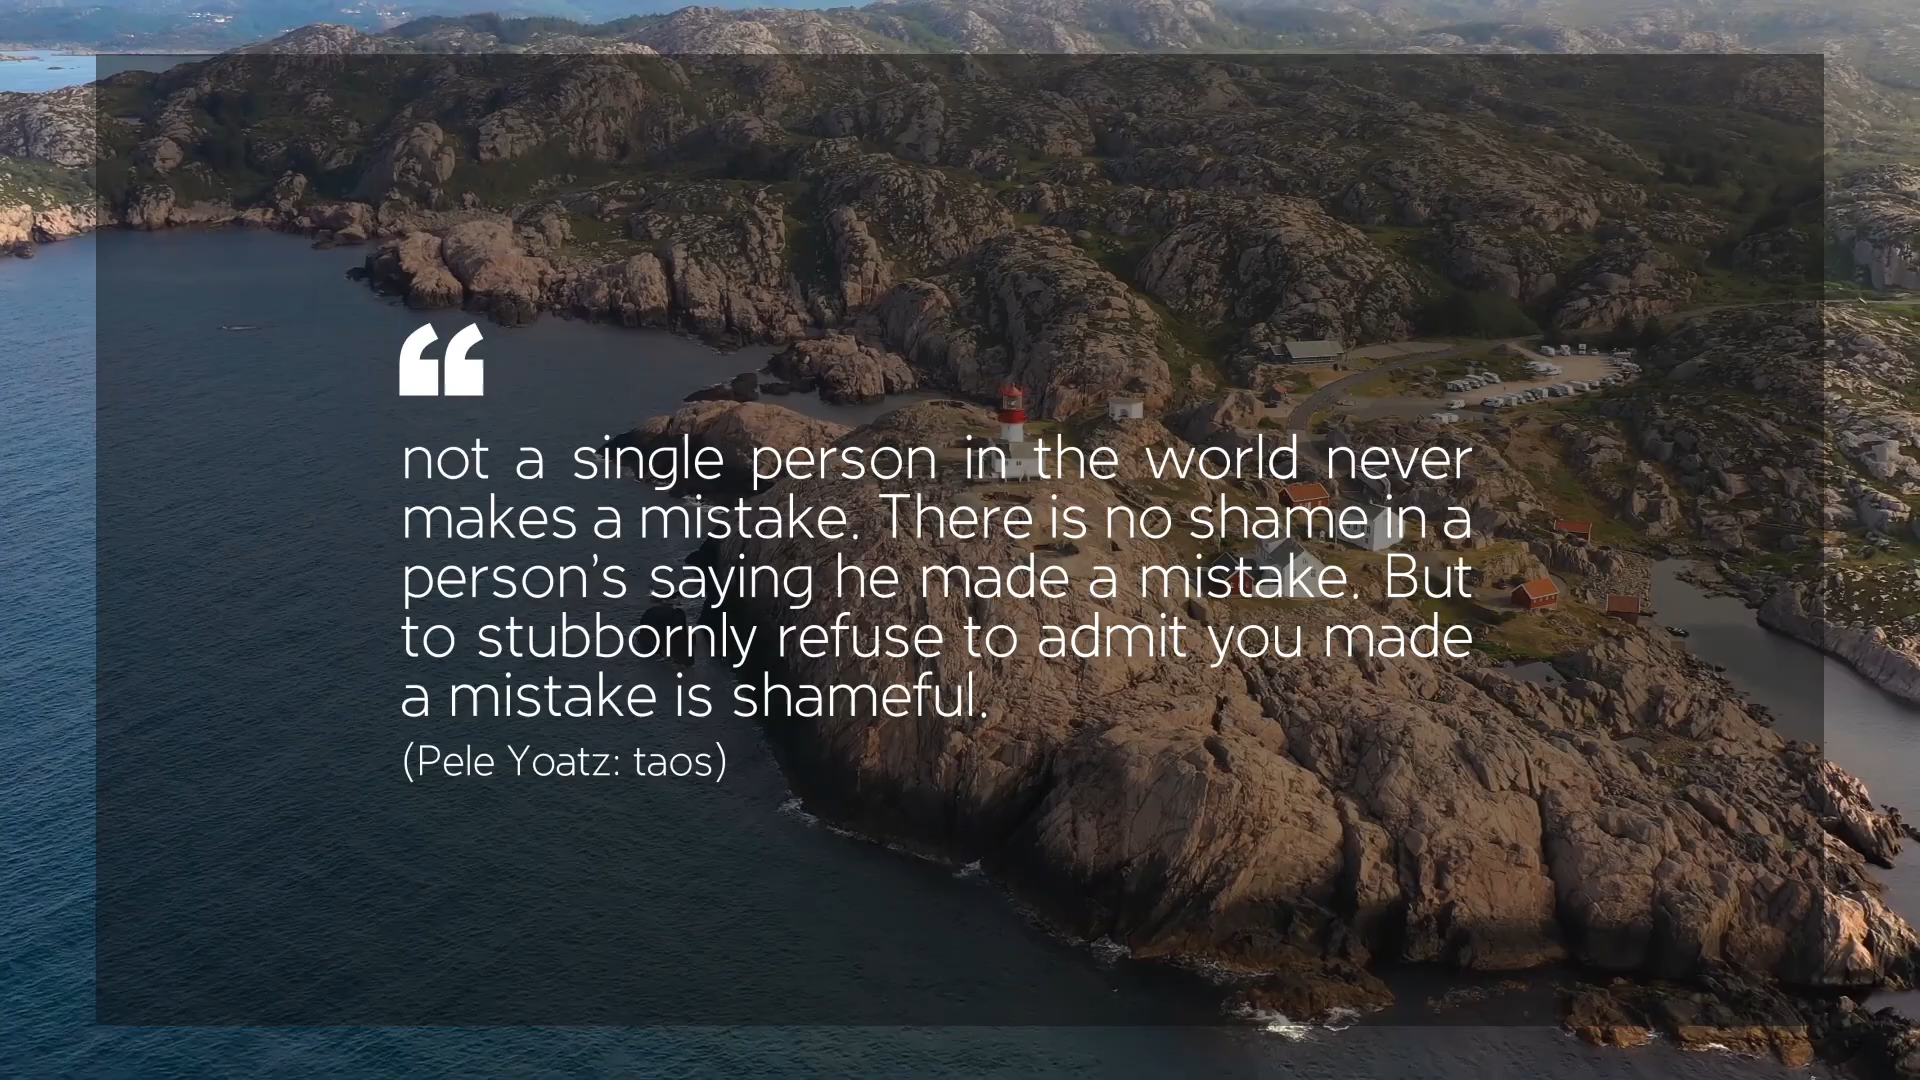 “
not a single person in the world never
makes a mistake. There is no shame in a
person’s saying he made a mistake. But
to stubbornly refuse to admit you made
a mistake is shameful.
(Pele Yoatz: taos)